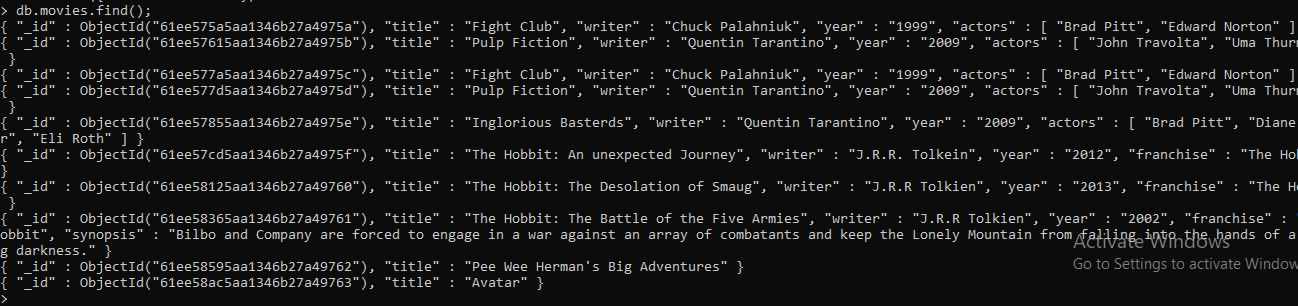 > db.movies.find();
{ "_id" : ObjectId("61ee575a5aa1346b27a4975a"), "title" : "Fight Club", "writer" : "Chuck Palahniuk", "year" : "1999", "actors" : [ "Brad Pitt", "Edward Norton" ]
{ "_id" : ObjectId("61ee57615aa1346b27a4975b"), "title" : "Pulp Fiction", "writer" : "Quentin Tarantino", "year" : "2009", "actors" : [ "John Travolta", "Uma Thur
}
{ "_id" : ObjectId("61ee577a5aa1346b27a4975c"), "title" : "Fight Club", "writer" : "Chuck Palahniuk", "year" : "1999", "actors" : [ "Brad Pitt", "Edward Norton" ]
{ "_id" : ObjectId("61ee577d5aa1346b27a4975d"), "title" : "Pulp Fiction", "writer" : "Quentin Tarantino", "year" : "2009", "actors" : [ "John Travolta", "Uma Thur
}
{ "_id" : ObjectId("61ee57855aa1346b27a4975e"), "title" : "Inglorious Basterds", "writer" : "Quentin Tarantino", "year" : "2009", "actors" : [ "Brad Pitt", "Diane
r", "Eli Roth" ] }
{ "_id" : ObjectId("61ee57cd5aa1346b27a4975f"), "title" : "The Hobbit: An unexpected Journey", "writer" : "J.R.R. Tolkein", "year" : "2012", "franchise" : "The Hob
}
{ "_id" : ObjectId("61ee58125aa1346b27a49760"), "title" : "The Hobbit: The Desolation of Smaug", "writer" : "J.R.R Tolkien", "year" : "2013", "franchise" : "The H
}
{ "_id" : ObjectId("61ee58365aa1346b27a49761"), "title" : "The Hobbit: The Battle of the Five Armies", "writer" : "J.R.R Tolkien", "year" : "2002", "franchise" :
obbit", "synopsis" : "Bilbo and Company are forced to engage in a war against an array of combatants and keep the Lonely Mountain from falling into the hands of a
g darkness." }
Activate Windows
Go to Settings to activate Window
{ "_id" : ObjectId("61ee58595aa1346b27a49762"), "title" : "Pee Wee Herman's Big Adventures" }
{ "_id" : ObjectId("61ee58ac5aa1346b27a49763"), "title" : "Avatar" }
>